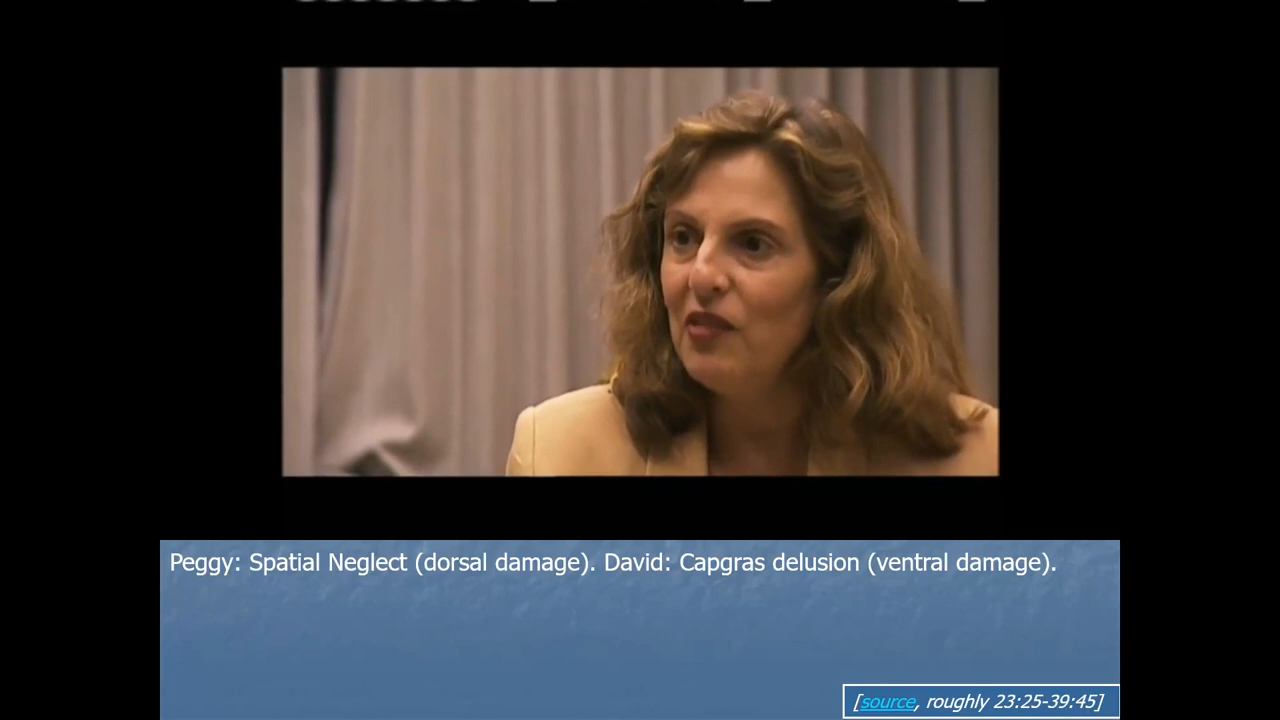 Peggy: Spatial Neglect (dorsal damage). David: Capgras delusion (ventral damage).
[source, roughly 23:25-39:45]